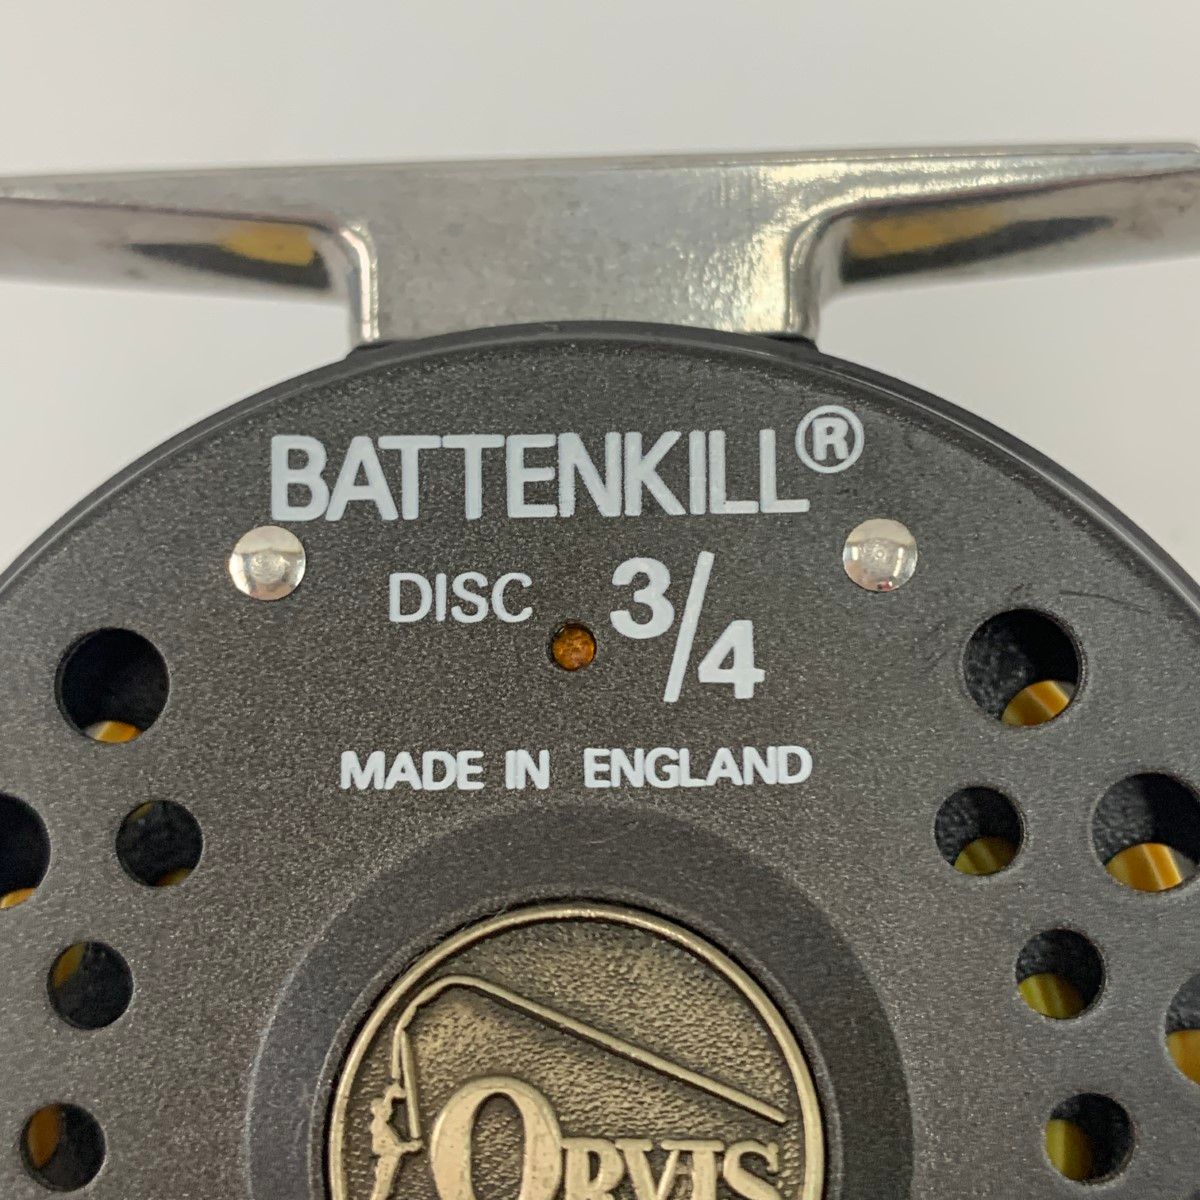 BATTENKILL®
DISC 3/4
MADE IN ENGLAND
ORVIS